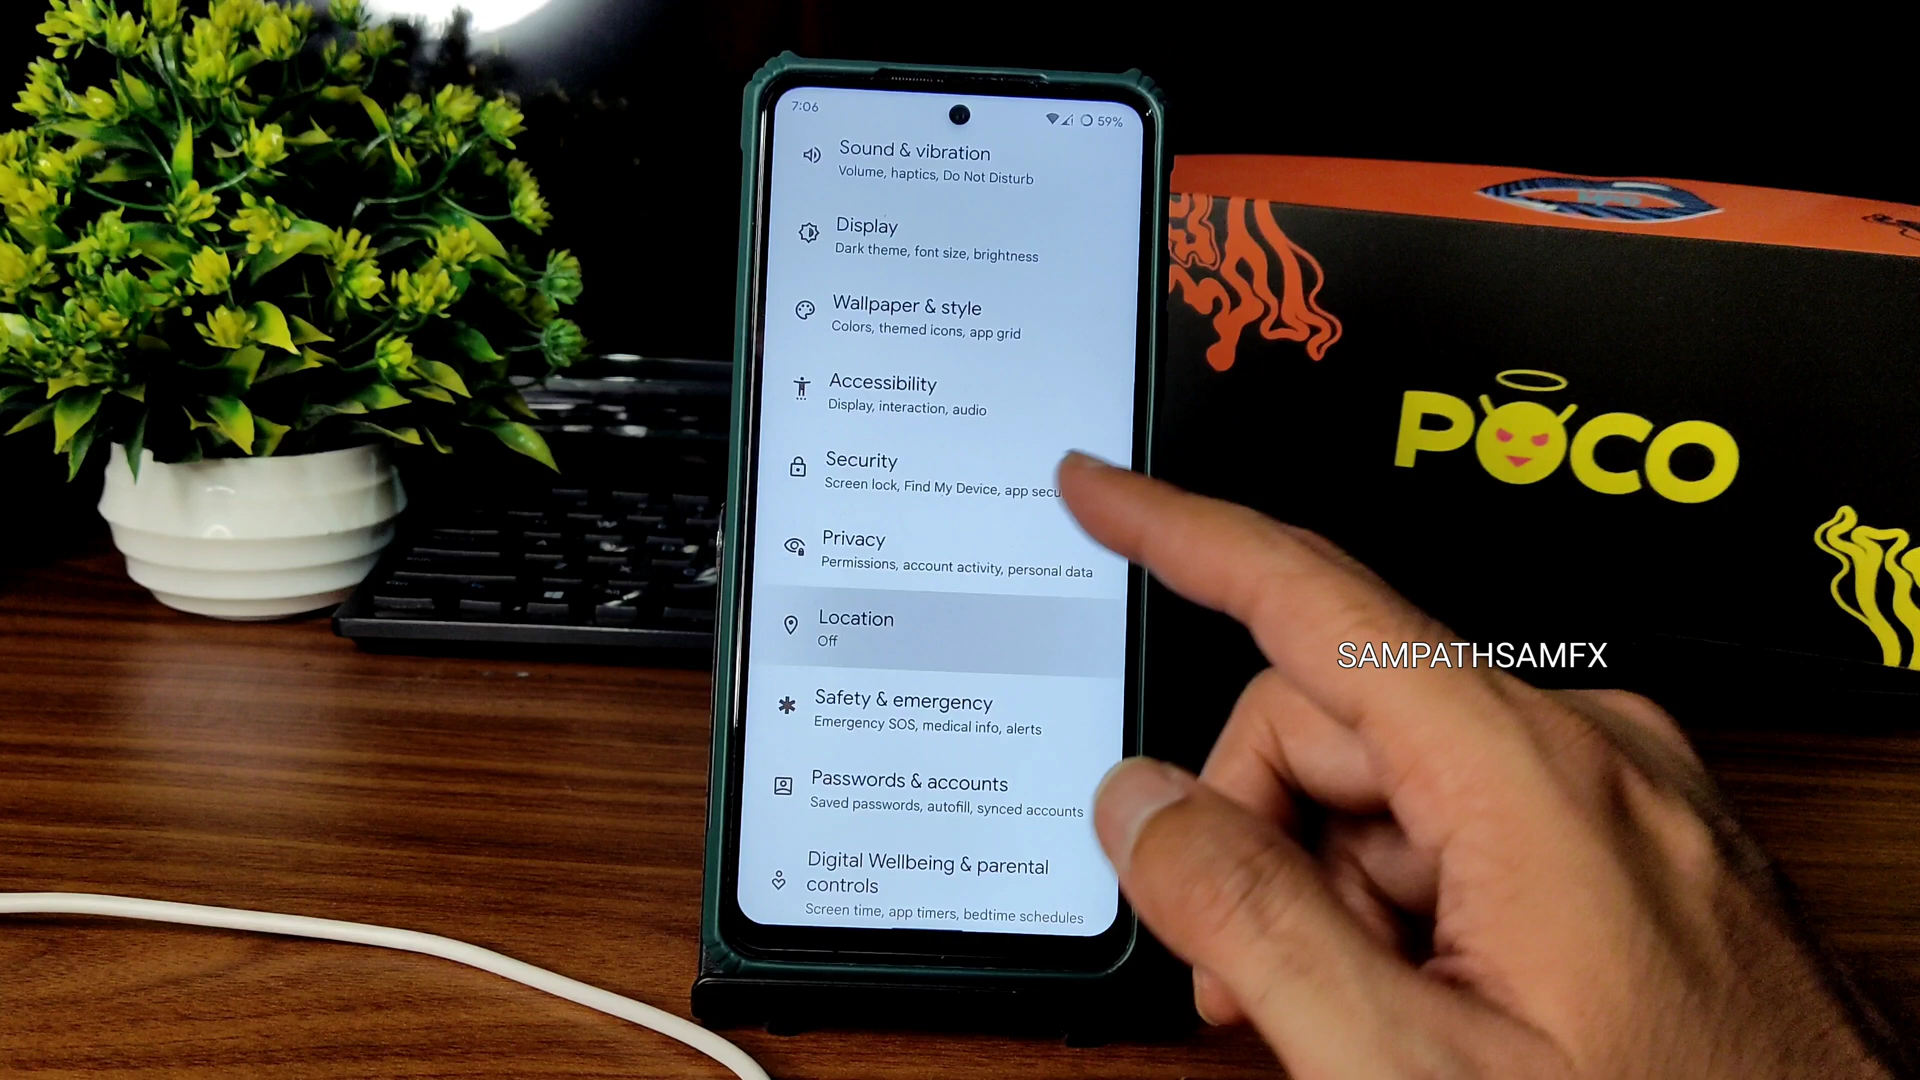 7:06
59%
Sound & vibration
Volume, haptics, Do Not Disturb
Display
Dark theme, font size, brightness
Wallpaper & style
Colors, themed icons, app grid
Accessibility
Display, interaction, audio
Security
Screen lock, Find My Device, app secu
Privacy
Permissions, account activity, personal data
Location
Off
Safety & emergency
Emergency SOS, medical info, alerts
Passwords & accounts
Saved passwords, autofill, synced accounts
Digital Wellbeing & parental
controls
Screen time, app timers, bedtime schedules
POCO
SAMPATHSAMFX